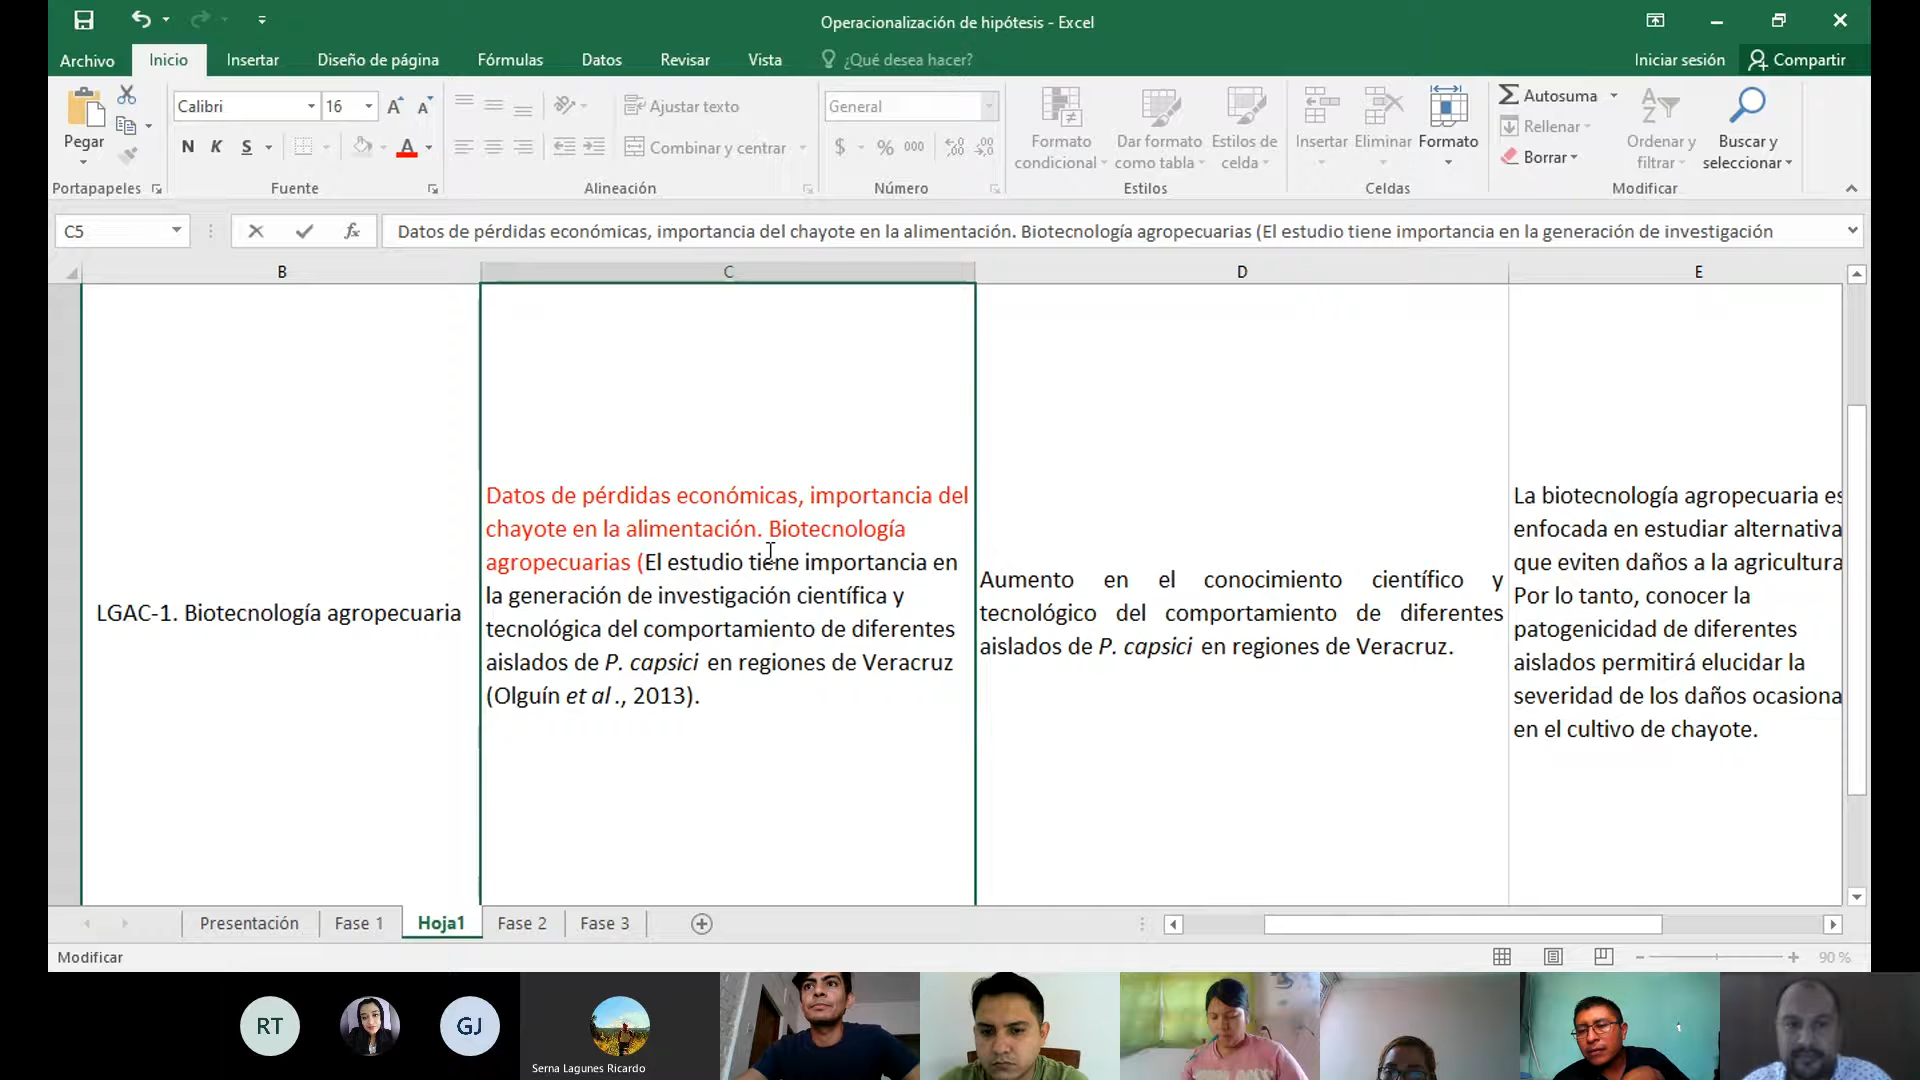 Operacionalización de hipótesis - Excel
Archivo Inicio Insertar Diseño de página Fórmulas Datos Revisar Vista ¿Qué desea hacer? Iniciar sesión Compartir
Pegar
Portapapeles
Calibri 16
N K S
Fuente
Ajustar texto
Combinar y centrar
Alineación
General
$ % 000
Número
Formato condicional
Dar formato como tabla
Estilos de celda
Estilos
Insertar Eliminar Formato
Celdas
Autosuma
Rellenar
Borrar
Ordenar y filtrar
Buscar y seleccionar
Modificar
C5
fx
Datos de pérdidas económicas, importancia del chayote en la alimentación. Biotecnología agropecuarias (El estudio tiene importancia en la generación de investigación
B C D E
LGAC-1. Biotecnología agropecuaria
Datos de pérdidas económicas, importancia del
chayote en la alimentación. Biotecnología
agropecuarias (El estudio tiene importancia en
la generación de investigación científica y
tecnológica del comportamiento de diferentes
aislados de P. capsici en regiones de Veracruz
(Olguín et al ., 2013).
Aumento en el conocimiento científico y
tecnológico del comportamiento de diferentes
aislados de P. capsici en regiones de Veracruz.
La biotecnología agropecuaria es
enfocada en estudiar alternativa
que eviten daños a la agricultura
Por lo tanto, conocer la
patogenicidad de diferentes
aislados permitirá elucidar la
severidad de los daños ocasiona
en el cultivo de chayote.
Presentación Fase 1 Hoja1 Fase 2 Fase 3
Modificar
90 %
RT
GJ
Serna Lagunes Ricardo